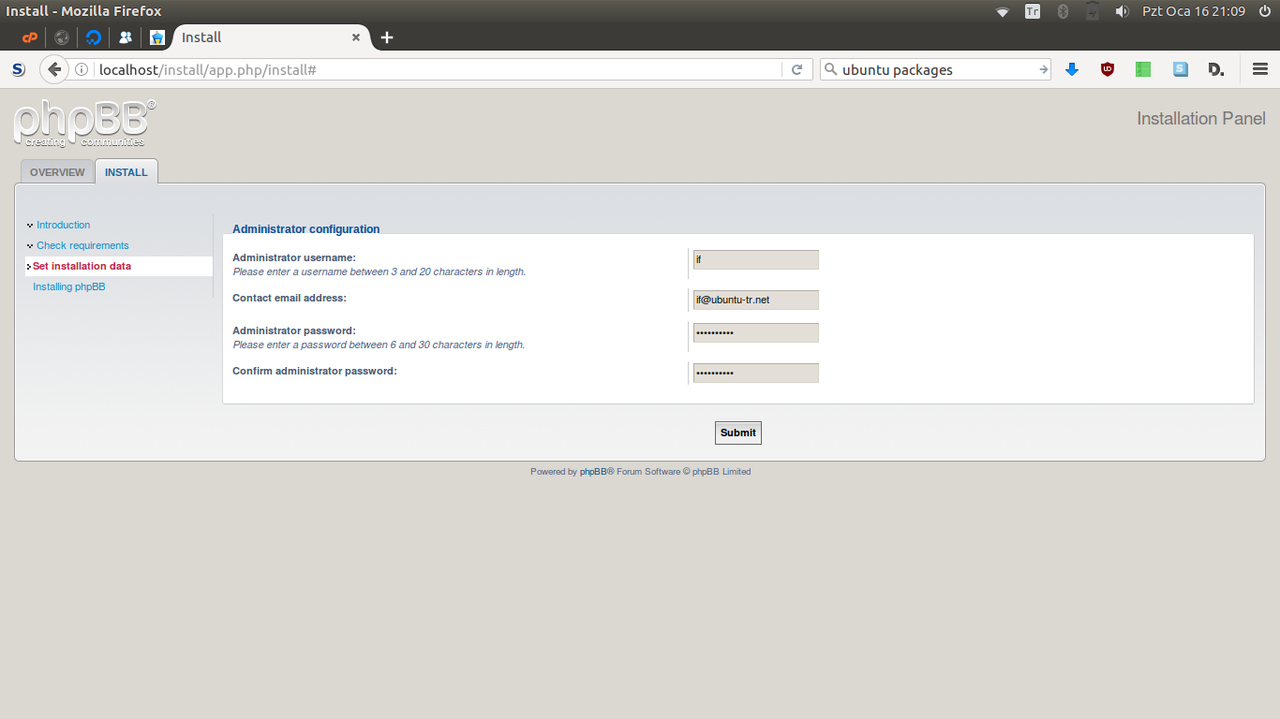 Install - Mozilla Firefox
Tr
Pzt Oca 16 21:09
cP
Install
S
localhost/install/app.php/install#
ubuntu packages
S
D.
phpBB®
creating communities
Installation Panel
OVERVIEW
INSTALL
Introduction
Check requirements
Set installation data
Installing phpBB
Administrator configuration
Administrator username:
Please enter a username between 3 and 20 characters in length.
if
Contact email address:
if@ubuntu-tr.net
Administrator password:
Please enter a password between 6 and 30 characters in length.
••••••••••
Confirm administrator password:
••••••••••
Submit
Powered by phpBB® Forum Software © phpBB Limited